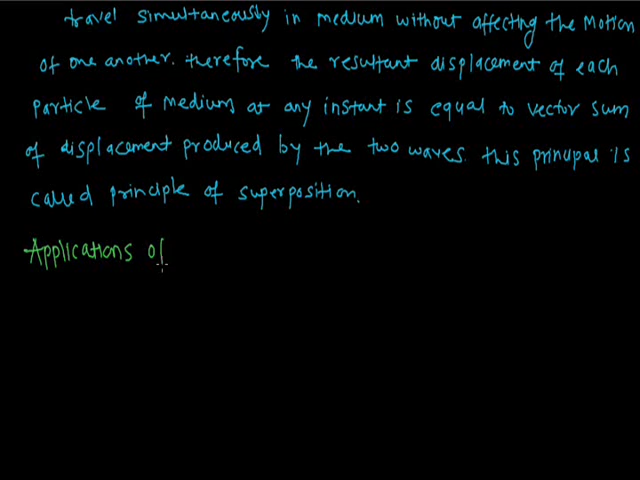 travel simultaneously in medium without affecting the Motion
of one another. therefore the resultant displacement of each
particle of medium at any instant is equal to vector sum
of displacement produced by the two waves. this principal is
called principle of superposition.
Applications of